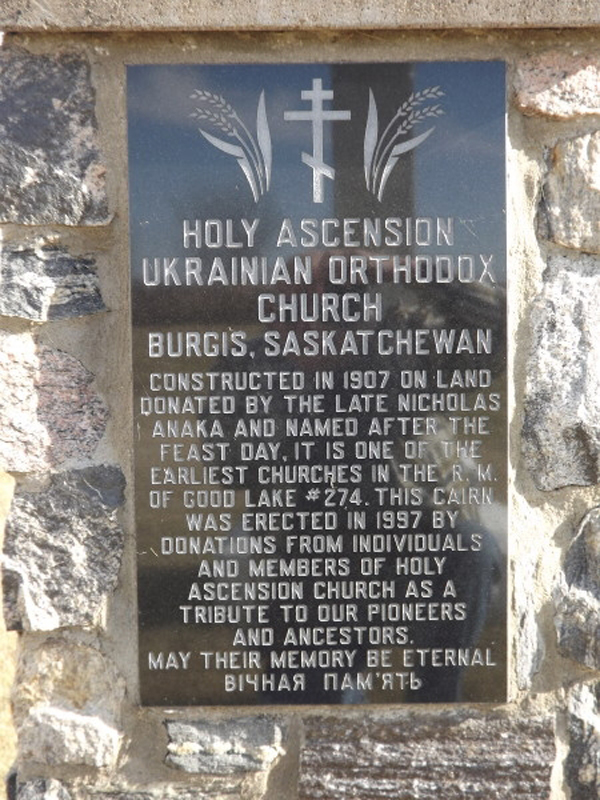 HOLY ASCENSION
UKRAINIAN ORTHODOX
CHURCH
BURGIS, SASKATCHEWAN
CONSTRUCTED IN 1907 ON LAND
DONATED BY THE LATE NICHOLAS
ANAKA AND NAMED AFTER THE
FEAST DAY, IT IS ONE OF THE
EARLIEST CHURCHES IN THE R. M.
OF GOOD LAKE #274. THIS CAIRN
WAS ERECTED IN 1997 BY
DONATIONS FROM INDIVIDUALS
AND MEMBERS OF HOLY
ASCENSION CHURCH AS A
TRIBUTE TO OUR PIONEERS
AND ANCESTORS.
MAY THEIR MEMORY BE ETERNAL
ВІЧНАЯ ПАМ'ЯТЬ